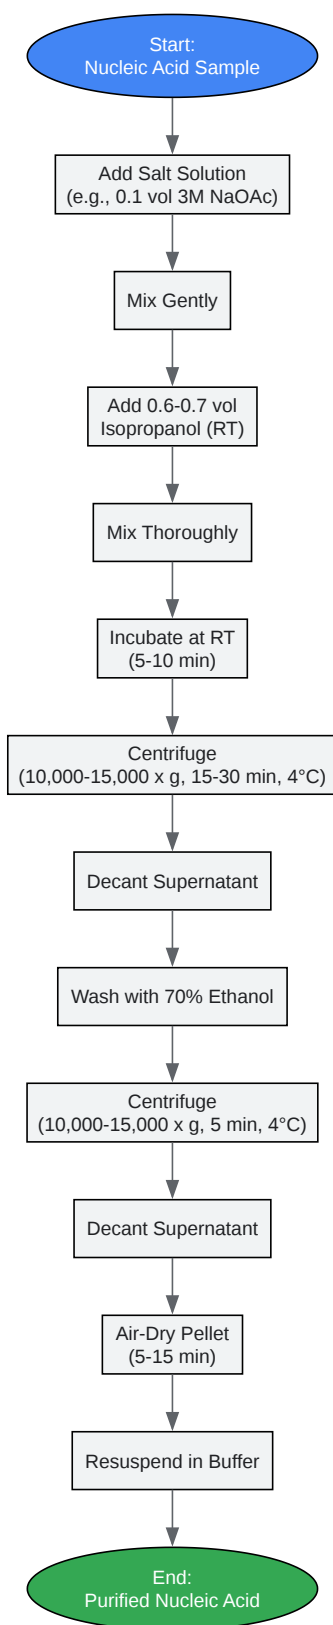 Start:
Nucleic Acid Sample
Add Salt Solution
(e.g., 0.1 vol 3M NaOAc)
Mix Gently
Add 0.6-0.7 vol
Isopropanol (RT)
Mix Thoroughly
Incubate at RT
(5-10 min)
Centrifuge
(10,000-15,000 x g, 15-30 min, 4°C)
Decant Supernatant
Wash with 70% Ethanol
Centrifuge
(10,000-15,000 x g, 5 min, 4°C)
Decant Supernatant
Air-Dry Pellet
(5-15 min)
Resuspend in Buffer
End:
Purified Nucleic Acid